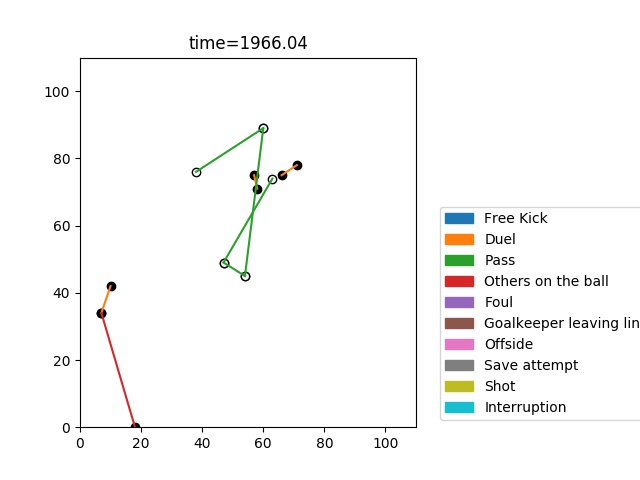 time=1966.04
100
80
60
40
20
0
0 20 40 60 80 100
Free Kick
Duel
Pass
Others on the ball
Foul
Goalkeeper leaving lin
Offside
Save attempt
Shot
Interruption